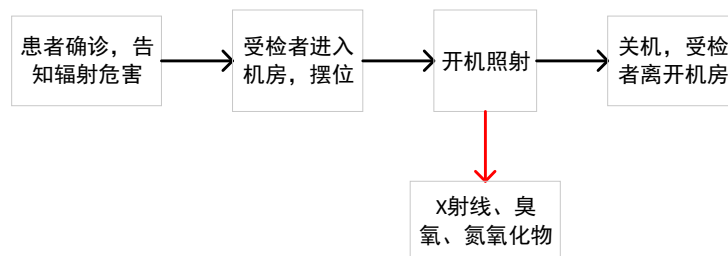 患者确诊，告
知辐射危害
受检者进入
机房，摆位
开机照射
关机，受检
者离开机房
X射线、臭
氧、氮氧化物